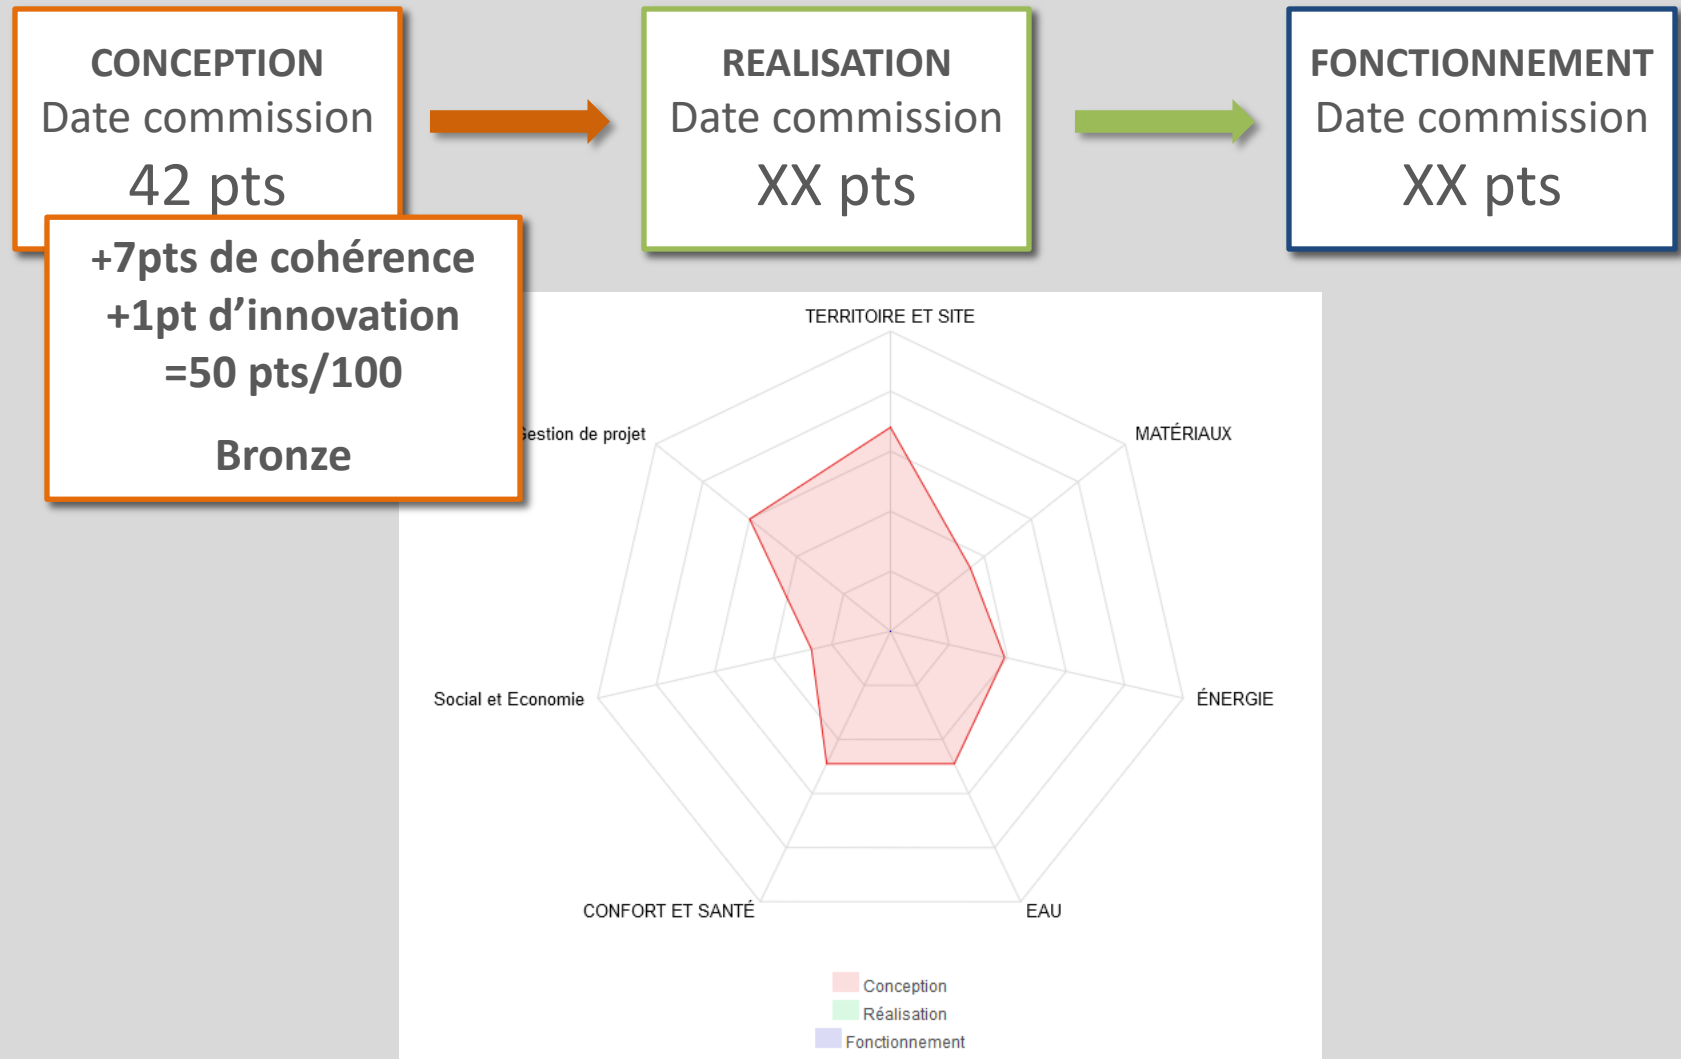 CONCEPTION
Date commission
42 pts
+7pts de cohérence
+1pt d’innovation
=50 pts/100
Bronze
REALISATION
Date commission
XX pts
FONCTIONNEMENT
Date commission
XX pts
TERRITOIRE ET SITE
MATÉRIAUX
ÉNERGIE
EAU
CONFORT ET SANTÉ
Social et Economie
Gestion de projet
Conception
Réalisation
Fonctionnement